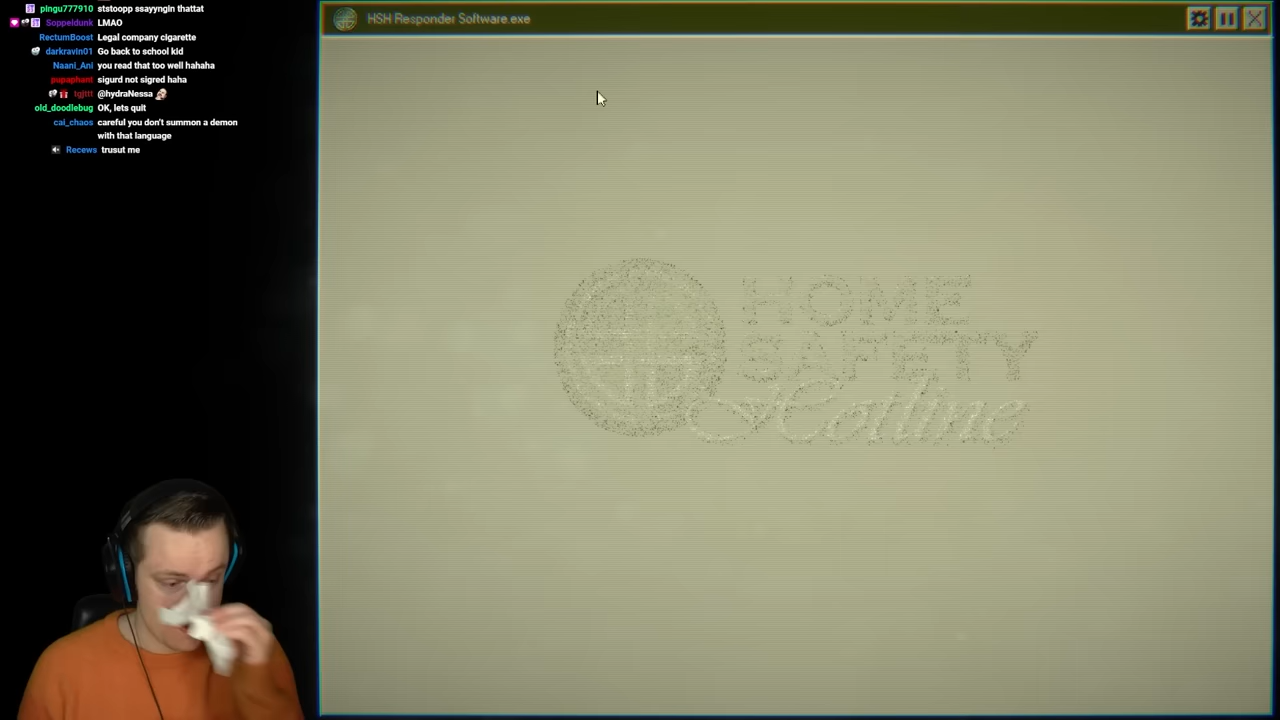 pingu777910 ststoopp ssayyngin thattat
Soppeldunk LMAO
RectumBoost Legal company cigarette
darkravin01 Go back to school kid
Naani_Ani you read that too well hahaha
pupaphant sigurd not sigred haha
tgjttt @hydraNessa
old_doodlebug OK, lets quit
cai_chaos careful you don't summon a demon
with that language
Recews trusut me
HSH Responder Software.exe
HOME
SAFETY
Hotline